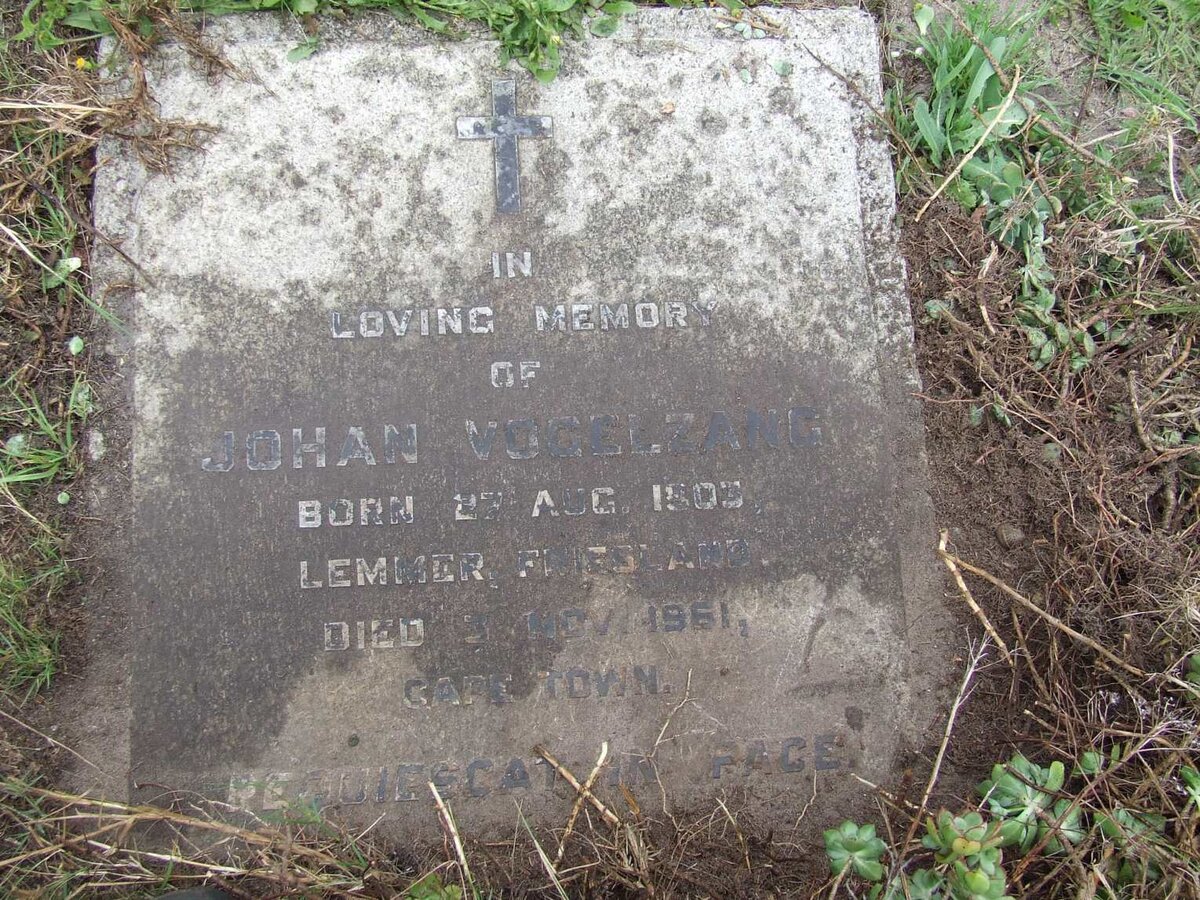 IN
LOVING MEMORY
OF
JOHAN VOGELZANG
BORN 27 AUG. 1903,
LEMMER, FRIESLAND.
DIED 3 NOV. 1961,
CAPE TOWN.
REQUIESCAT IN PACE.